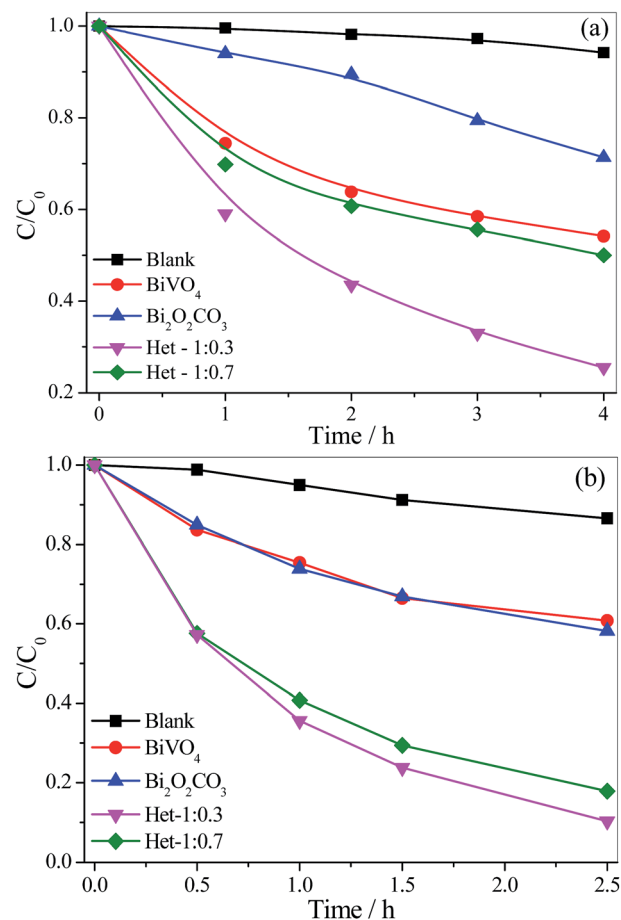 (a)
1.0
0.8
0.6
0.4
0.2
C/C₀
Blank
BiVO₄
Bi₂O₂CO₃
Het - 1:0.3
Het - 1:0.7
0 1 2 3 4
Time / h
(b)
1.0
0.8
0.6
0.4
0.2
0.0
C/C₀
Blank
BiVO₄
Bi₂O₂CO₃
Het-1:0.3
Het-1:0.7
0.0 0.5 1.0 1.5 2.0 2.5
Time / h